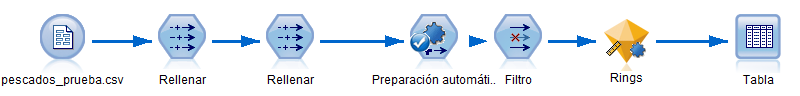 pescados_prueba.csv
Rellenar
Rellenar
Preparación automáti..
Filtro
Rings
Tabla